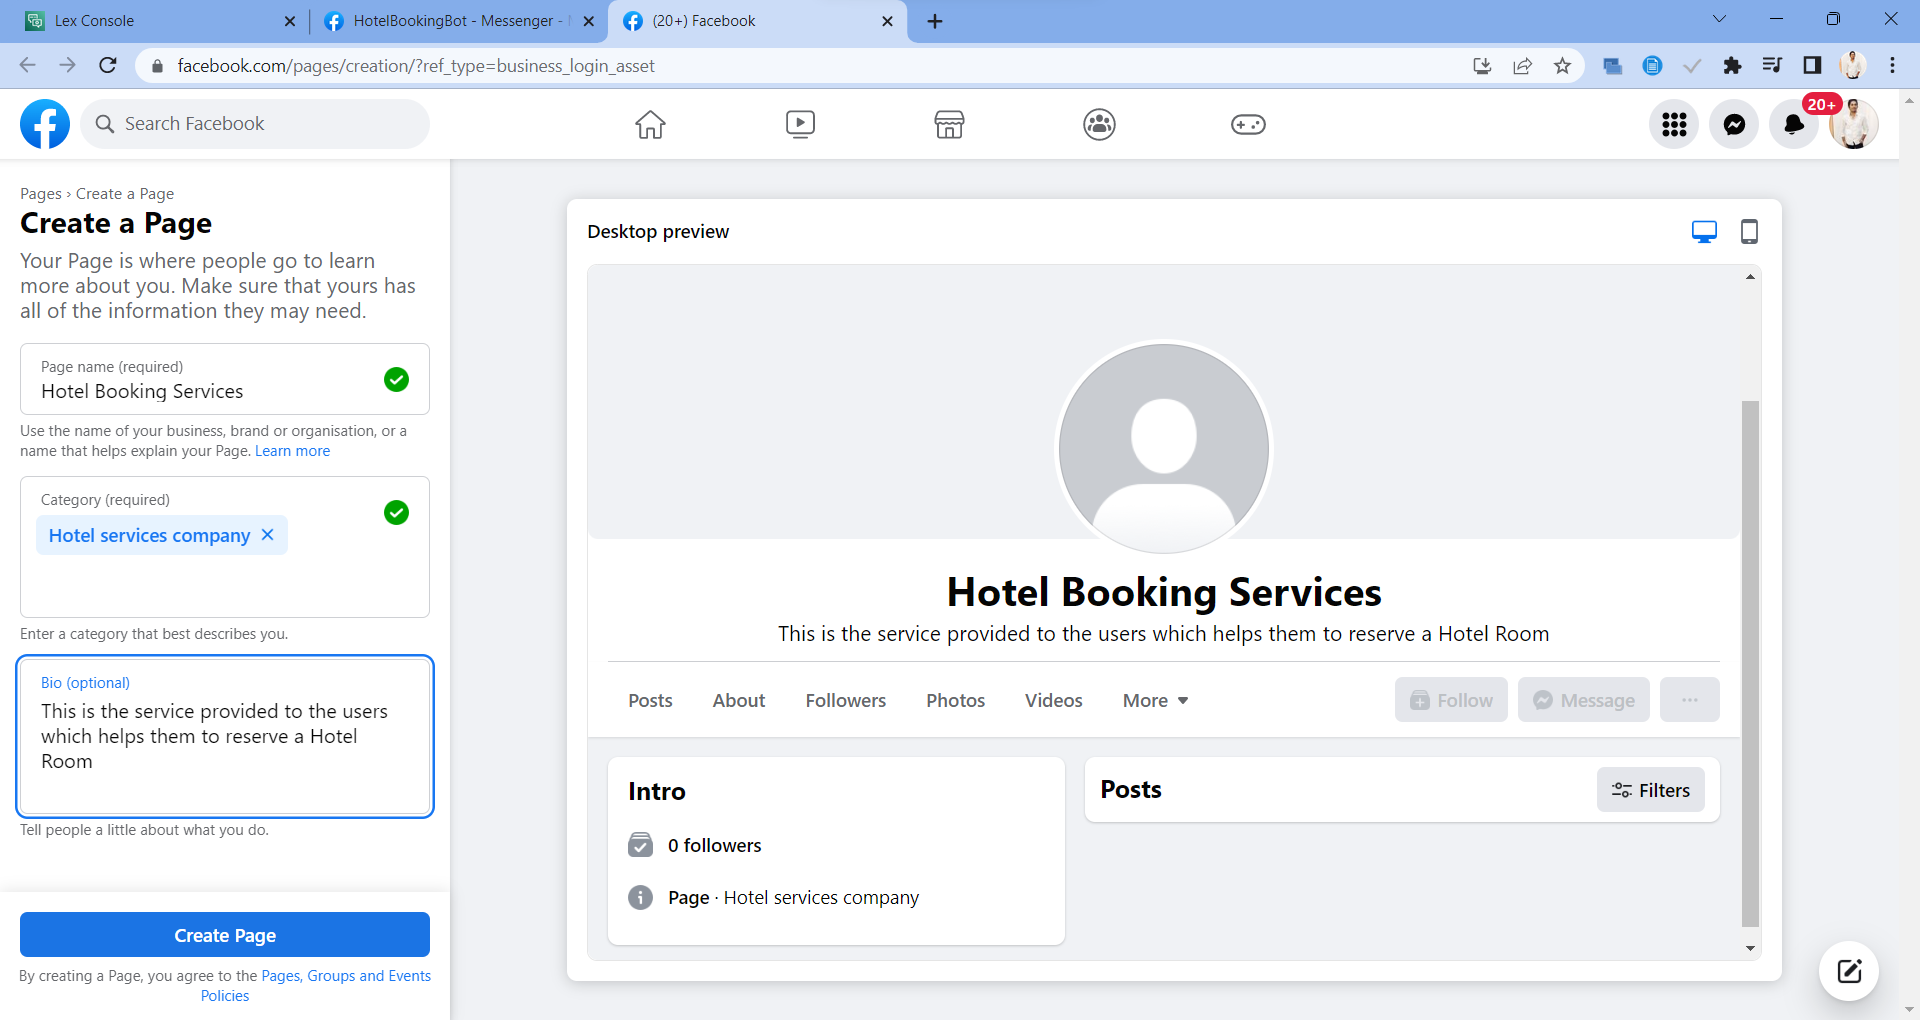 Lex Console
HotelBookingBot - Messenger -
(20+) Facebook
facebook.com/pages/creation/?ref_type=business_login_asset
Search Facebook
20+
Pages › Create a Page
Create a Page
Your Page is where people go to learn
more about you. Make sure that yours has
all of the information they may need.
Page name (required)
Hotel Booking Services
Use the name of your business, brand or organisation, or a
name that helps explain your Page. Learn more
Category (required)
Hotel services company
Enter a category that best describes you.
Bio (optional)
This is the service provided to the users
which helps them to reserve a Hotel
Room
Tell people a little about what you do.
Create Page
By creating a Page, you agree to the Pages, Groups and Events
Policies
Desktop preview
Hotel Booking Services
This is the service provided to the users which helps them to reserve a Hotel Room
Posts About Followers Photos Videos More
Follow Message ...
Intro
0 followers
Page · Hotel services company
Posts
Filters